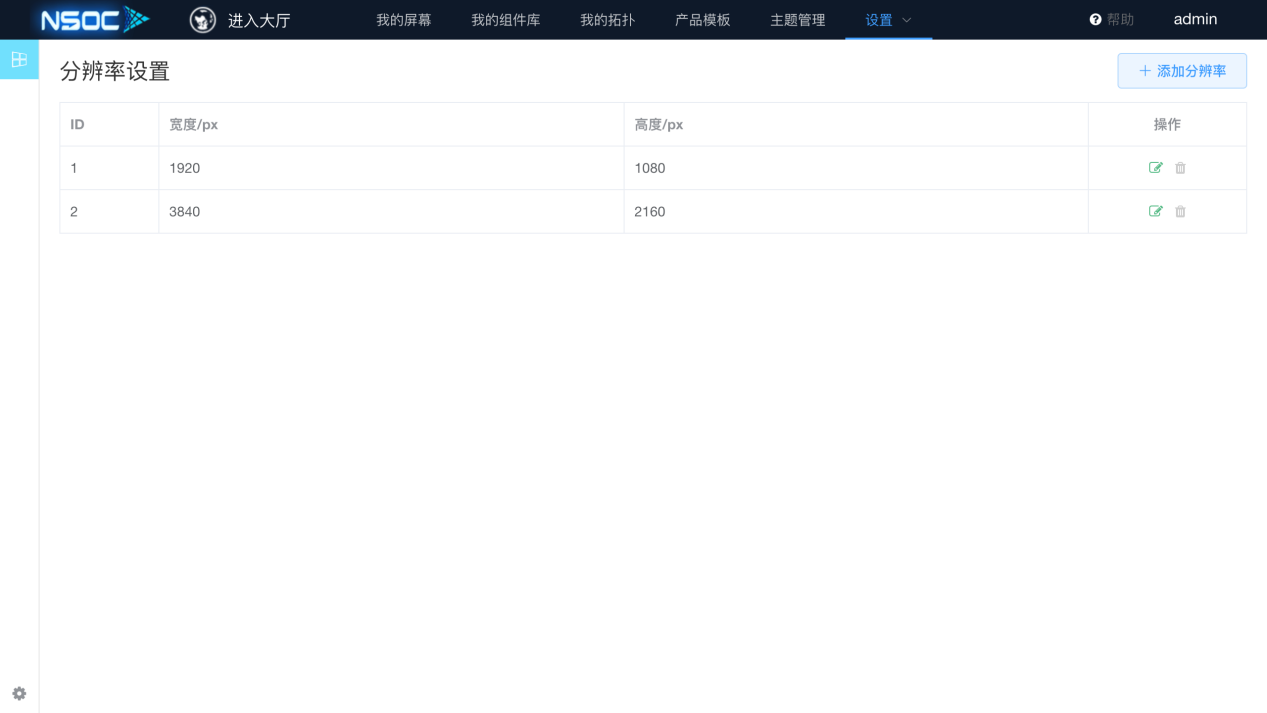 NSOC 进入大厅 我的屏幕 我的组件库 我的拓扑 产品模板 主题管理 设置 帮助 admin
分辨率设置 添加分辨率
ID 宽度/px 高度/px 操作
1 1920 1080
2 3840 2160